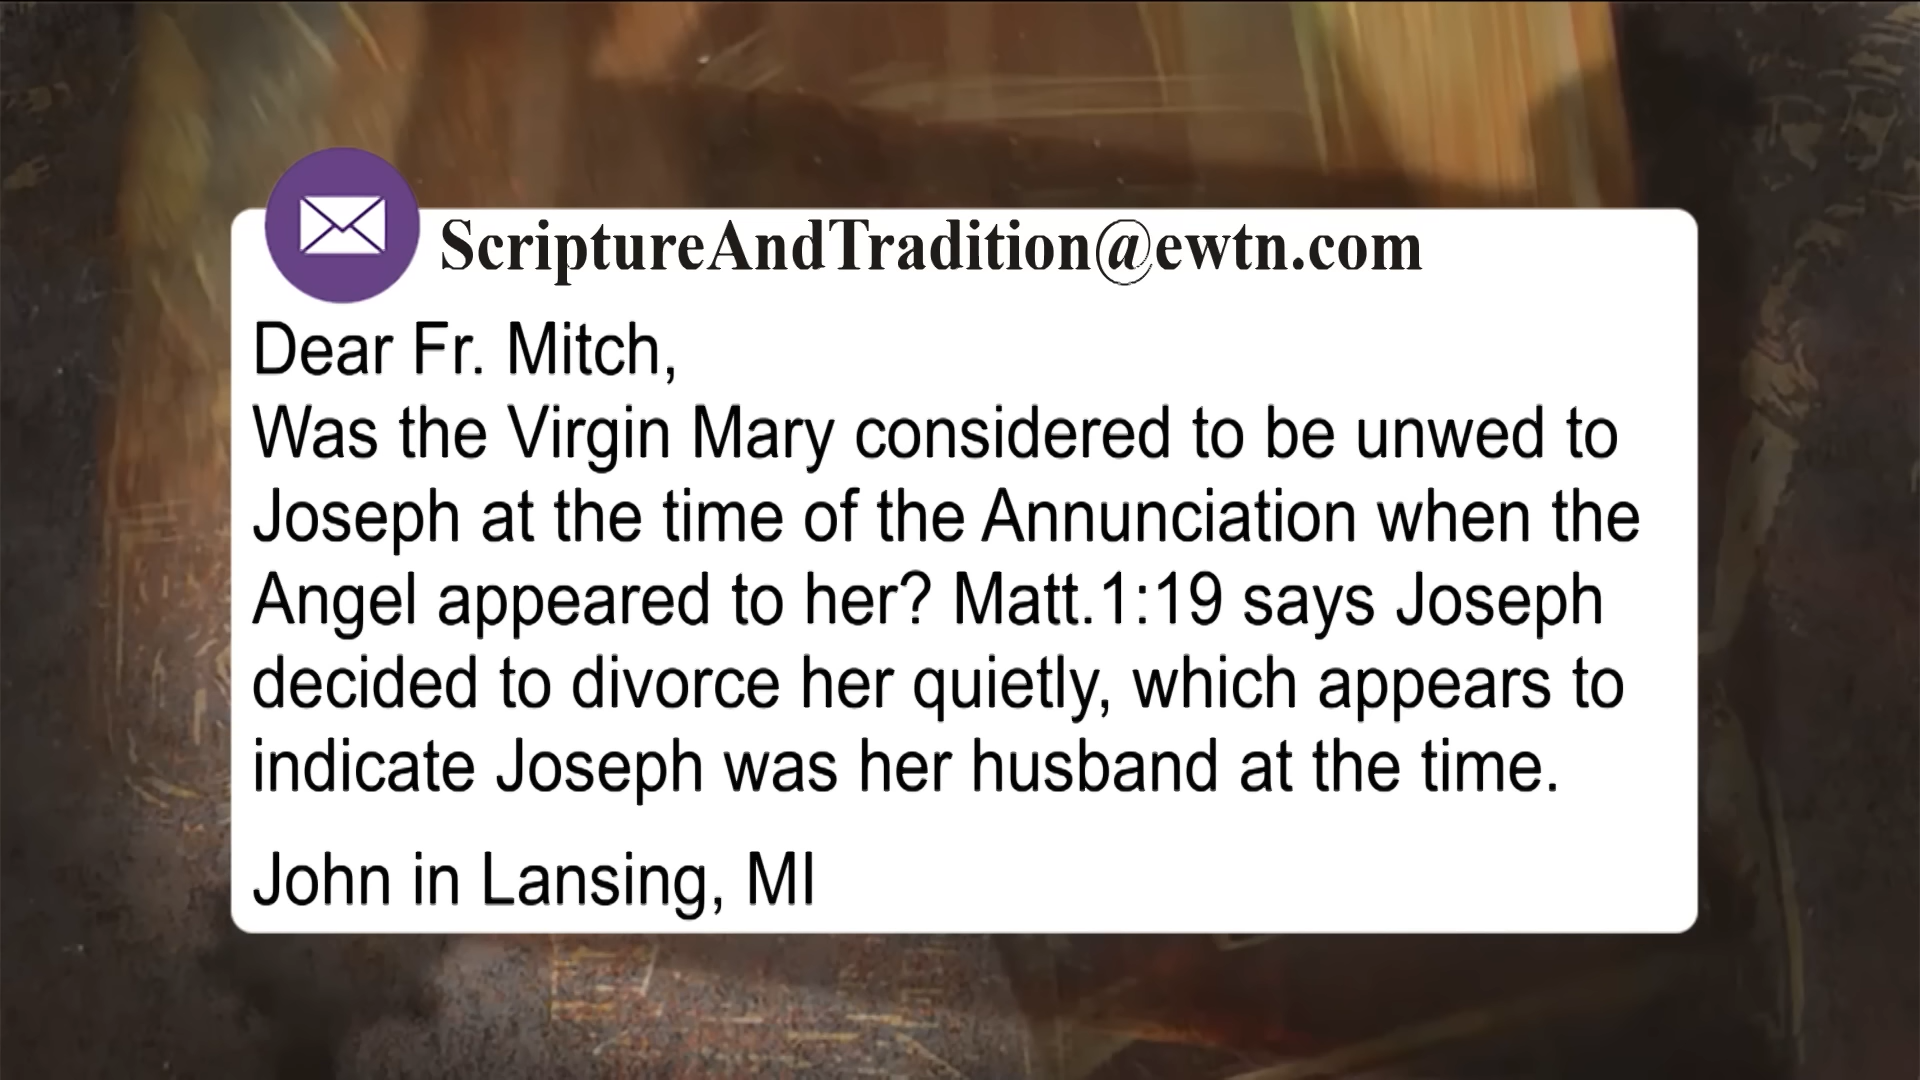 ScriptureAndTradition@ewtn.com
Dear Fr. Mitch,
Was the Virgin Mary considered to be unwed to
Joseph at the time of the Annunciation when the
Angel appeared to her? Matt.1:19 says Joseph
decided to divorce her quietly, which appears to
indicate Joseph was her husband at the time.
John in Lansing, MI